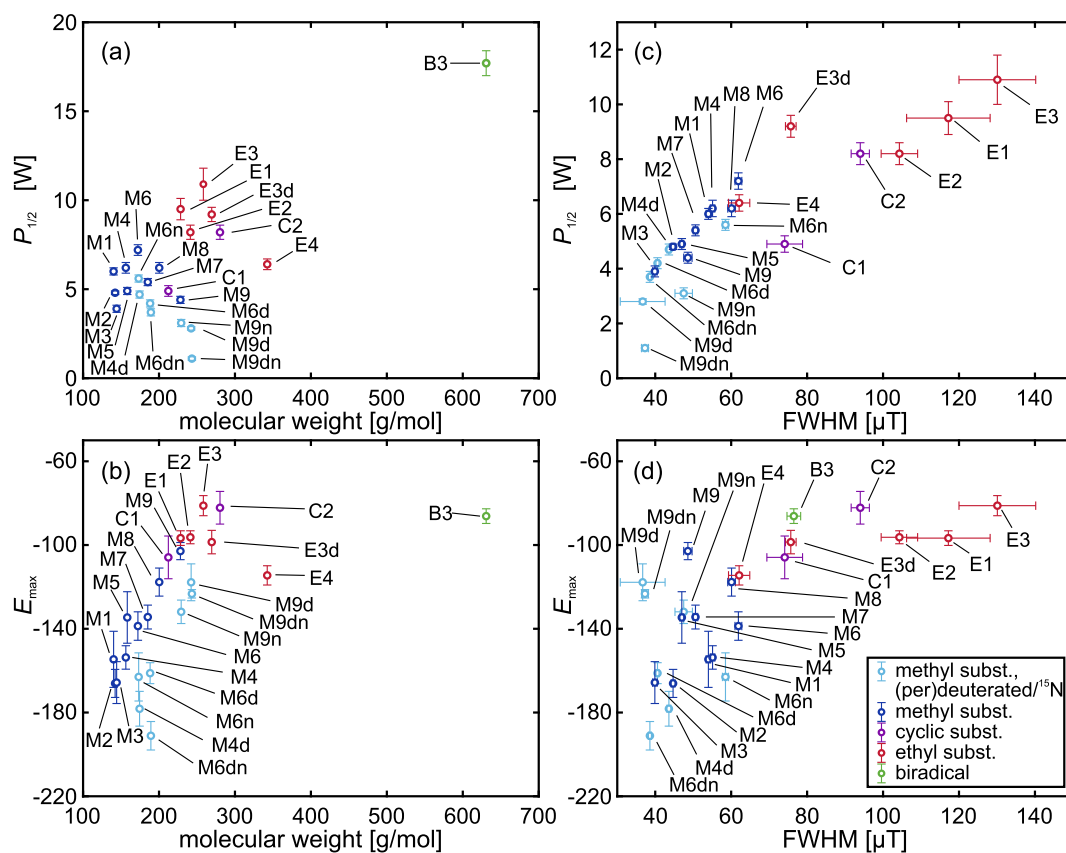 (a)
20
15
10
5
0
P1/2 [W]
B3
E3
E1
E3d
E2
C2
E4
M6
M4
M6n
M1
M8
M7
C1
M9
M2
M3
M5
M4d
M6d
M9n
M9d
M6dn
M9dn
100 200 300 400 500 600 700
molecular weight [g/mol]
(c)
12
10
8
6
4
2
0
P1/2 [W]
M6
M8
M4
M1
M7
M2
M4d
M3
E3d
E3
E1
E2
C2
E4
M6n
C1
M5
M9
M6d
M9n
M6dn
M9d
M9dn
40 60 80 100 120 140
FWHM [µT]
(b)
-60
-100
-140
-180
-220
Emax
E3
E2
E1
M9
C1
M8
M7
M5
M1
C2
B3
E3d
E4
M9d
M9dn
M9n
M6
M4
M6d
M6n
M2
M3
M4d
M6dn
100 200 300 400 500 600 700
molecular weight [g/mol]
(d)
-60
-100
-140
-180
-220
Emax
M9n
M9
E4
B3
C2
M9dn
M9d
E3
E1
E2
E3d
C1
M8
M7
M6
M5
M4
M1
M6n
M6d
M2
M3
M4d
M6dn
methyl subst.,
(per)deuterated/15N
methyl subst.
cyclic subst.
ethyl subst.
biradical
40 60 80 100 120 140
FWHM [µT]